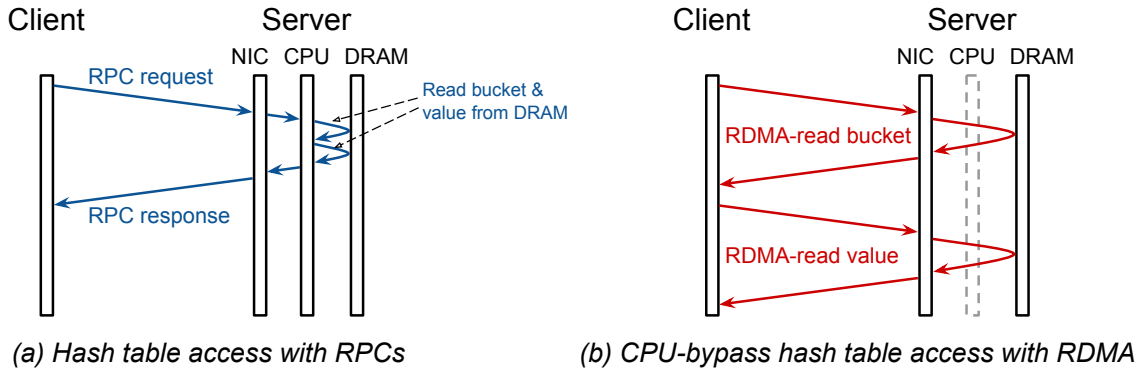 Client
Server
NIC
CPU
DRAM
RPC request
Read bucket &
value from DRAM
RPC response
(a) Hash table access with RPCs
Client
Server
NIC
CPU
DRAM
RDMA-read bucket
RDMA-read value
(b) CPU-bypass hash table access with RDMA